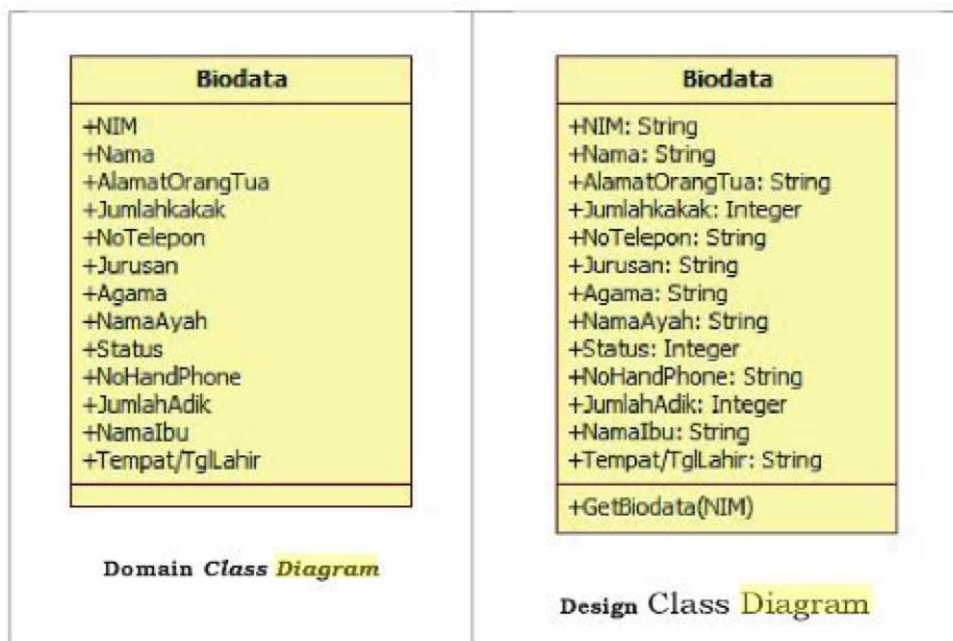 Biodata
+NIM
+Nama
+AlamatOrangTua
+Jumlahkakak
+NoTelepon
+Jurusan
+Agama
+NamaAyah
+Status
+NoHandPhone
+JumlahAdik
+NamaIbu
+Tempat/TglLahir
Domain Class Diagram
Biodata
+NIM: String
+Nama: String
+AlamatOrangTua: String
+Jumlahkakak: Integer
+NoTelepon: String
+Jurusan: String
+Agama: String
+NamaAyah: String
+Status: Integer
+NoHandPhone: String
+JumlahAdik: Integer
+NamaIbu: String
+Tempat/TglLahir: String
+GetBiodata(NIM)
Design Class Diagram